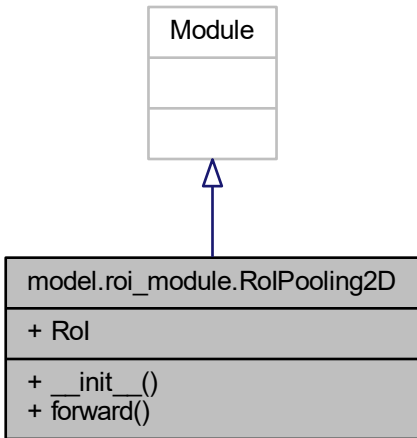 Module
model.roi_module.RoIPooling2D
+ RoI
+ __init__()
+ forward()